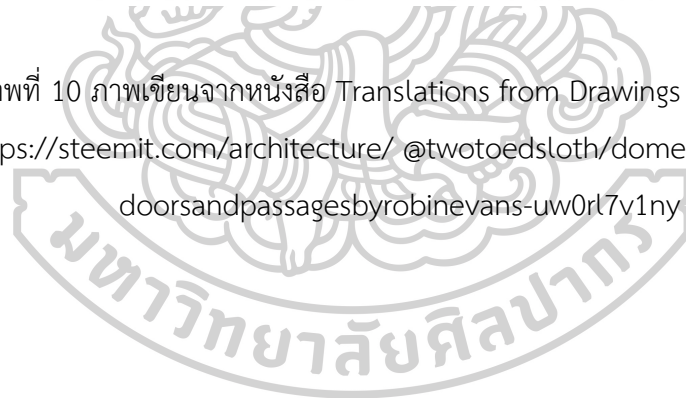 าพที่ 10 ภาพเขียนจากหนังสือ Translations from Drawings
ps://steemit.com/architecture/ @twotoedsloth/dome
doorsandpassagesbyrobinevans-uw0rl7v1ny
มหาวิทยาลัยศิลปากร